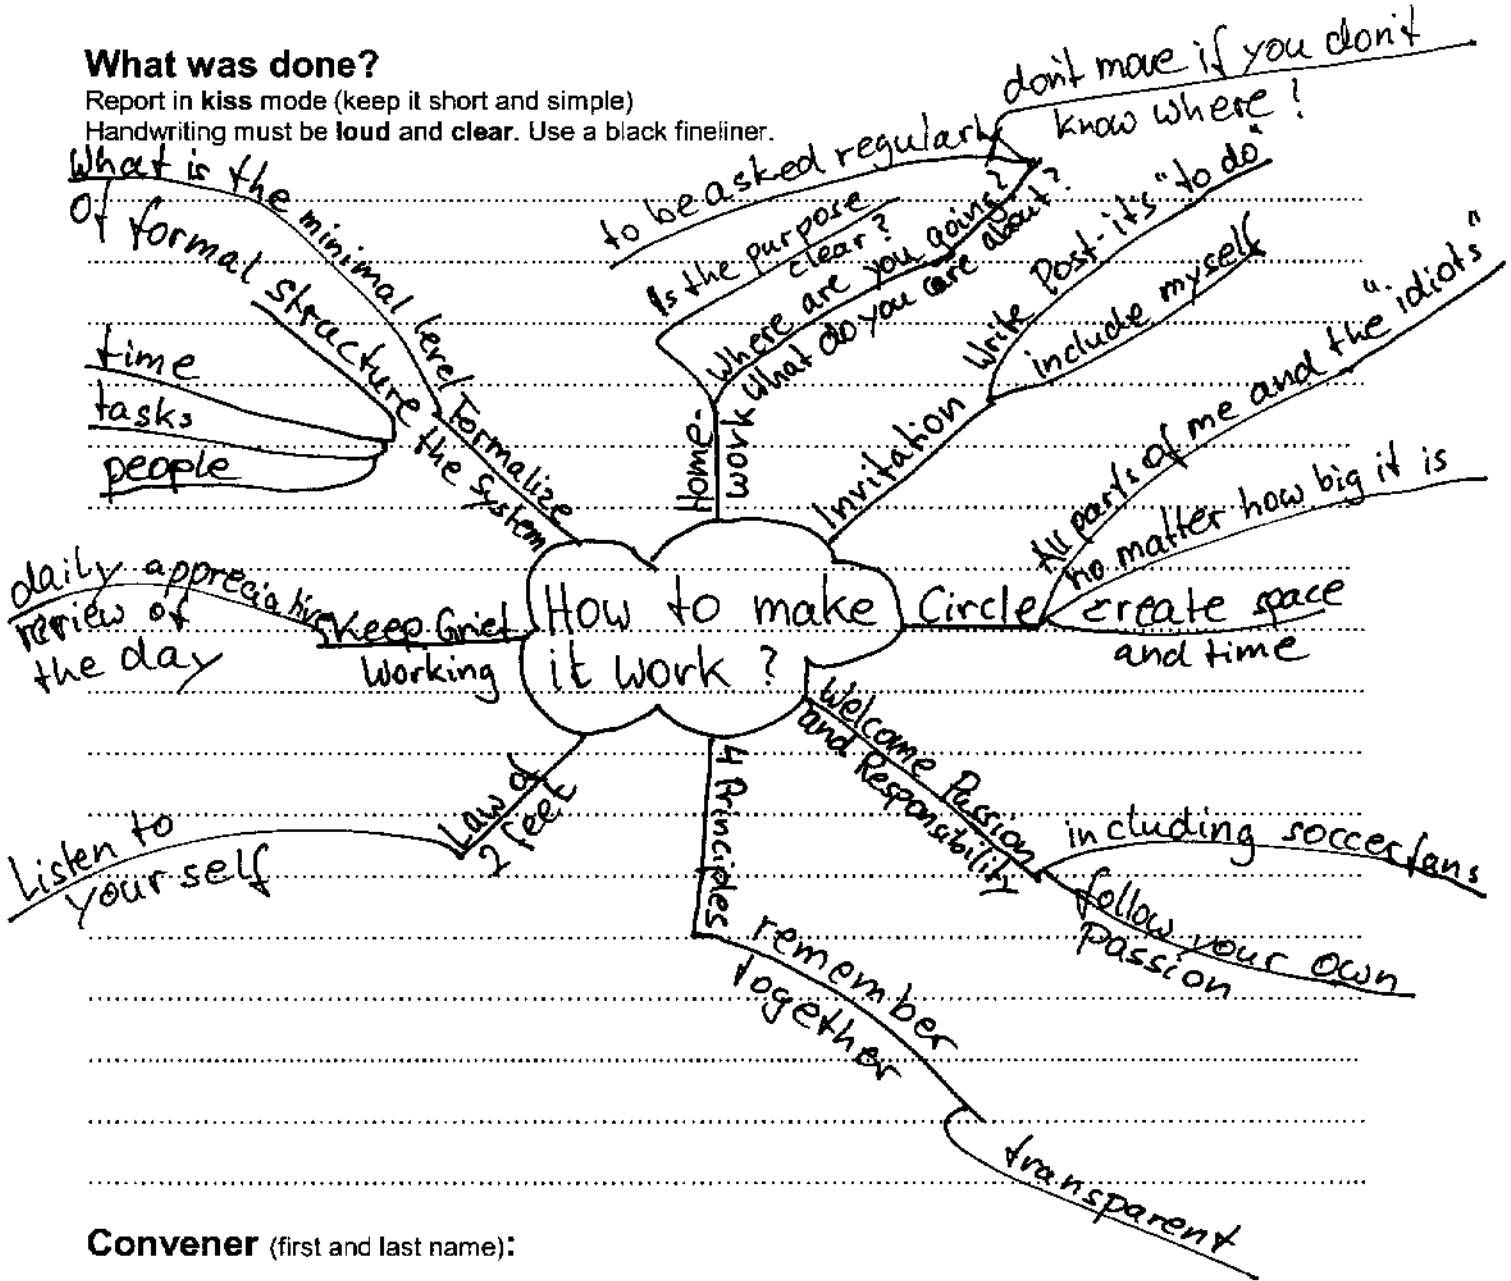 What was done?
Report in kiss mode (keep it short and simple)
Handwriting must be loud and clear. Use a black fineliner.
What is the minimal level
Of formal structure
time
tasks
people
Formalize
the system
to be asked regularly
don't move if you don't
know where!
Is the purpose
clear?
Where are you going?
What do you care about?
Home-
work
Write Post-it's "to do"
include myself
Invitation
All parts of me and the "idiots"
no matter how big it is
Circle
create space
and time
How to make
it work?
daily appreciative
review of
the day
Keep Grief
Working
Welcome Passion
and Responsibility
including soccer fans
follow your own
passion
Law of
2 feet
Listen to
your self
4 Principles
remember
together
transparent
Convener (first and last name):